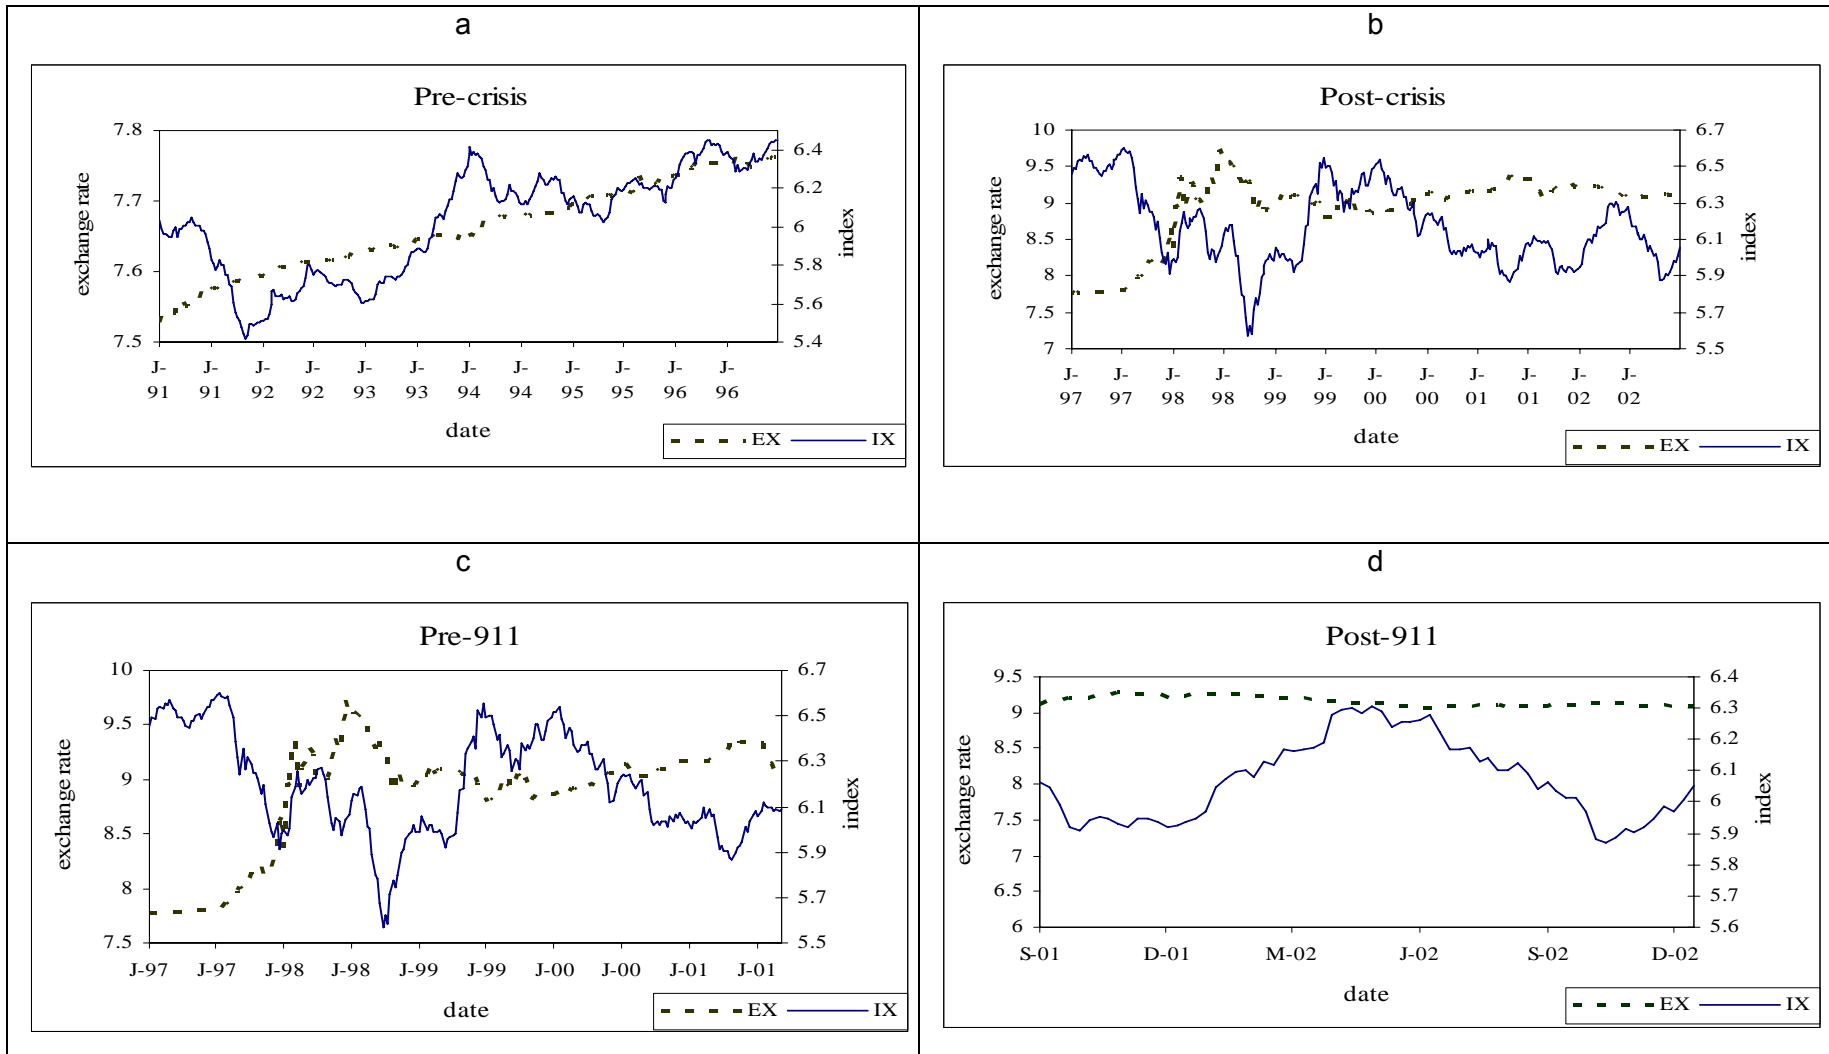 a
Pre-crisis
7.8
7.7
7.6
7.5
exchange rate
6.4
6.2
6
5.8
5.6
5.4
index
J- J- J- J- J- J- J- J- J- J- J- J-
91 91 92 92 93 93 94 94 95 95 96 96
date
EX IX
b
Post-crisis
10
9.5
9
8.5
8
7.5
7
exchange rate
6.7
6.5
6.3
6.1
5.9
5.7
5.5
index
J- J- J- J- J- J- J- J- J- J- J- J-
97 97 98 98 99 99 00 00 01 01 02 02
date
EX IX
c
Pre-911
10
9.5
9
8.5
8
7.5
exchange rate
6.7
6.5
6.3
6.1
5.9
5.7
5.5
index
J-97 J-97 J-98 J-98 J-99 J-99 J-00 J-00 J-01 J-01
date
EX IX
d
Post-911
9.5
9
8.5
8
7.5
7
6.5
6
exchange rate
6.4
6.3
6.2
6.1
6
5.9
5.8
5.7
5.6
index
S-01 D-01 M-02 J-02 S-02 D-02
date
EX IX